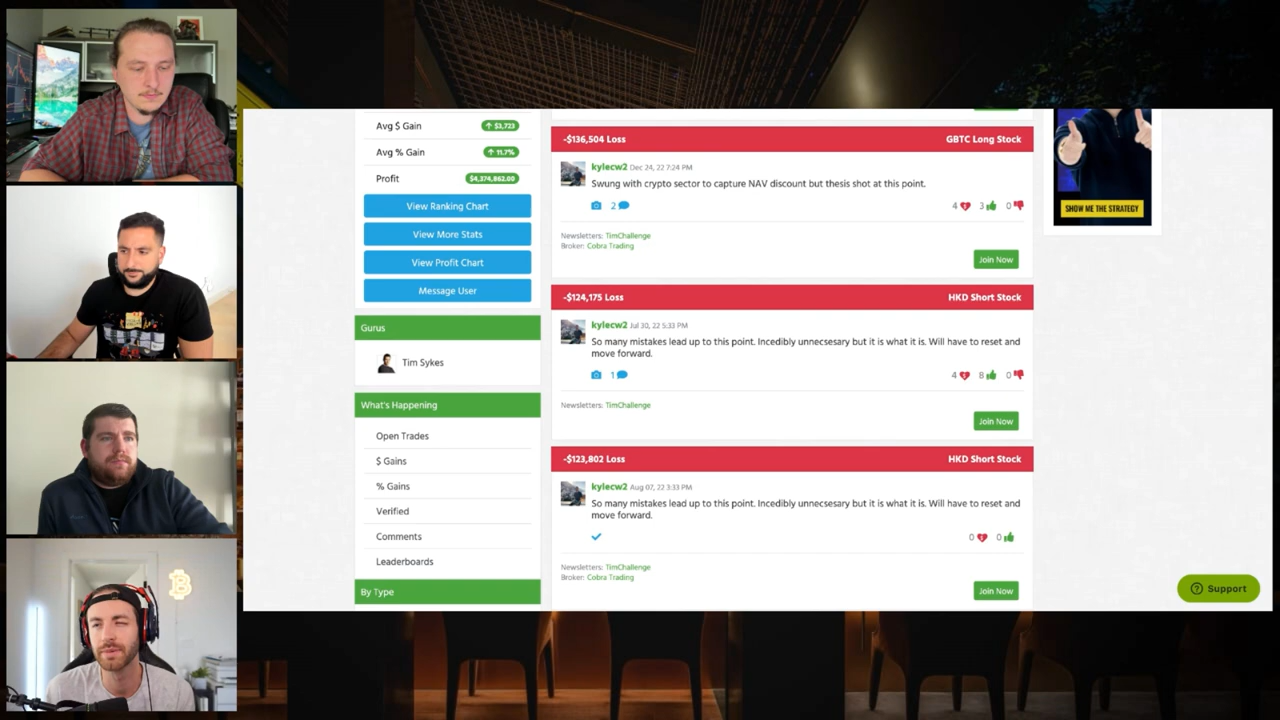 Avg $ Gain
↑ $3,723
Avg % Gain
↑ 11.7%
Profit
$4,374,862.00
View Ranking Chart
View More Stats
View Profit Chart
Message User
Gurus
Tim Sykes
What's Happening
Open Trades
$ Gains
% Gains
Verified
Comments
Leaderboards
By Type
-$136,504 Loss
GBTC Long Stock
kylecw2 Dec 24, 22 7:24 PM
Swung with crypto sector to capture NAV discount but thesis shot at this point.
2
4
3
0
Newsletters: TimChallenge
Broker: Cobra Trading
Join Now
-$124,175 Loss
HKD Short Stock
kylecw2 Jul 30, 22 5:33 PM
So many mistakes lead up to this point. Incedibly unnecsesary but it is what it is. Will have to reset and
move forward.
1
4
8
0
Newsletters: TimChallenge
Join Now
-$123,802 Loss
HKD Short Stock
kylecw2 Aug 07, 22 3:33 PM
So many mistakes lead up to this point. Incedibly unnecsesary but it is what it is. Will have to reset and
move forward.
0
0
Newsletters: TimChallenge
Broker: Cobra Trading
Join Now
SHOW ME THE STRATEGY
Support